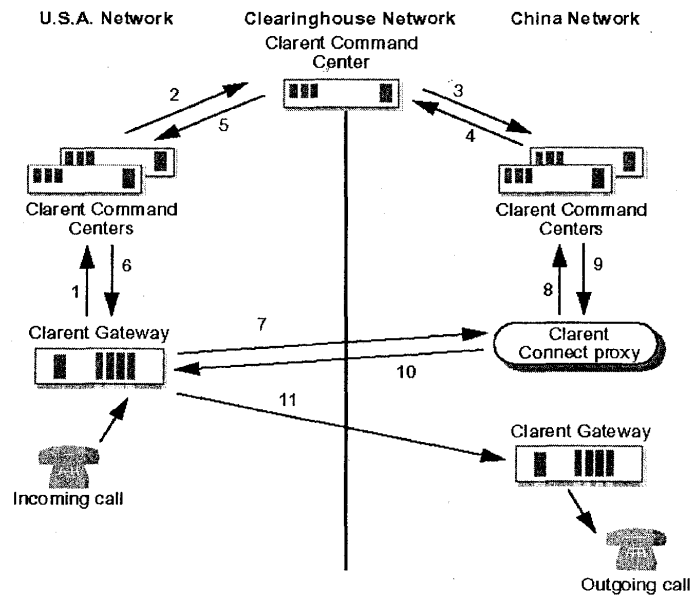 U.S.A. Network
Clearinghouse Network
China Network
Clarent Command
Center
2
5
3
4
Clarent Command
Centers
Clarent Command
Centers
1
6
8
9
Clarent Gateway
7
Clarent
Connect proxy
10
11
Clarent Gateway
Incoming call
Outgoing call